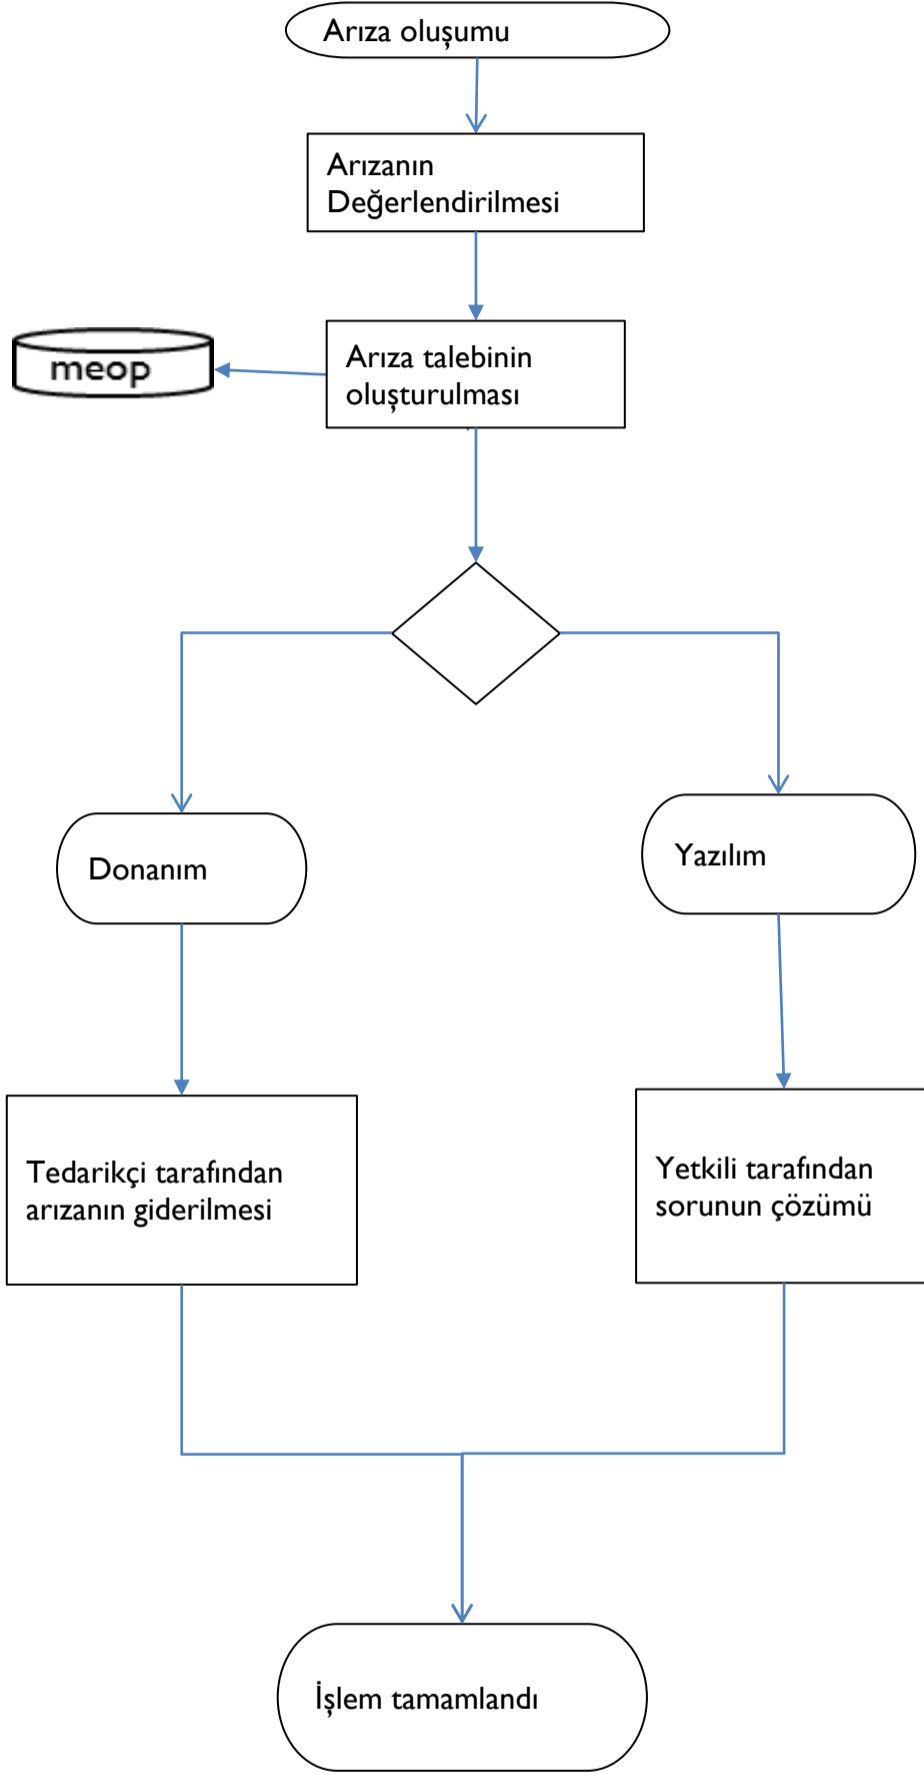 Arıza oluşumu
Arızanın
Değerlendirilmesi
meop
Arıza talebinin
oluşturulması
Donanım
Yazılım
Tedarikçi tarafından
arızanın giderilmesi
Yetkili tarafından
sorunun çözümü
İşlem tamamlandı